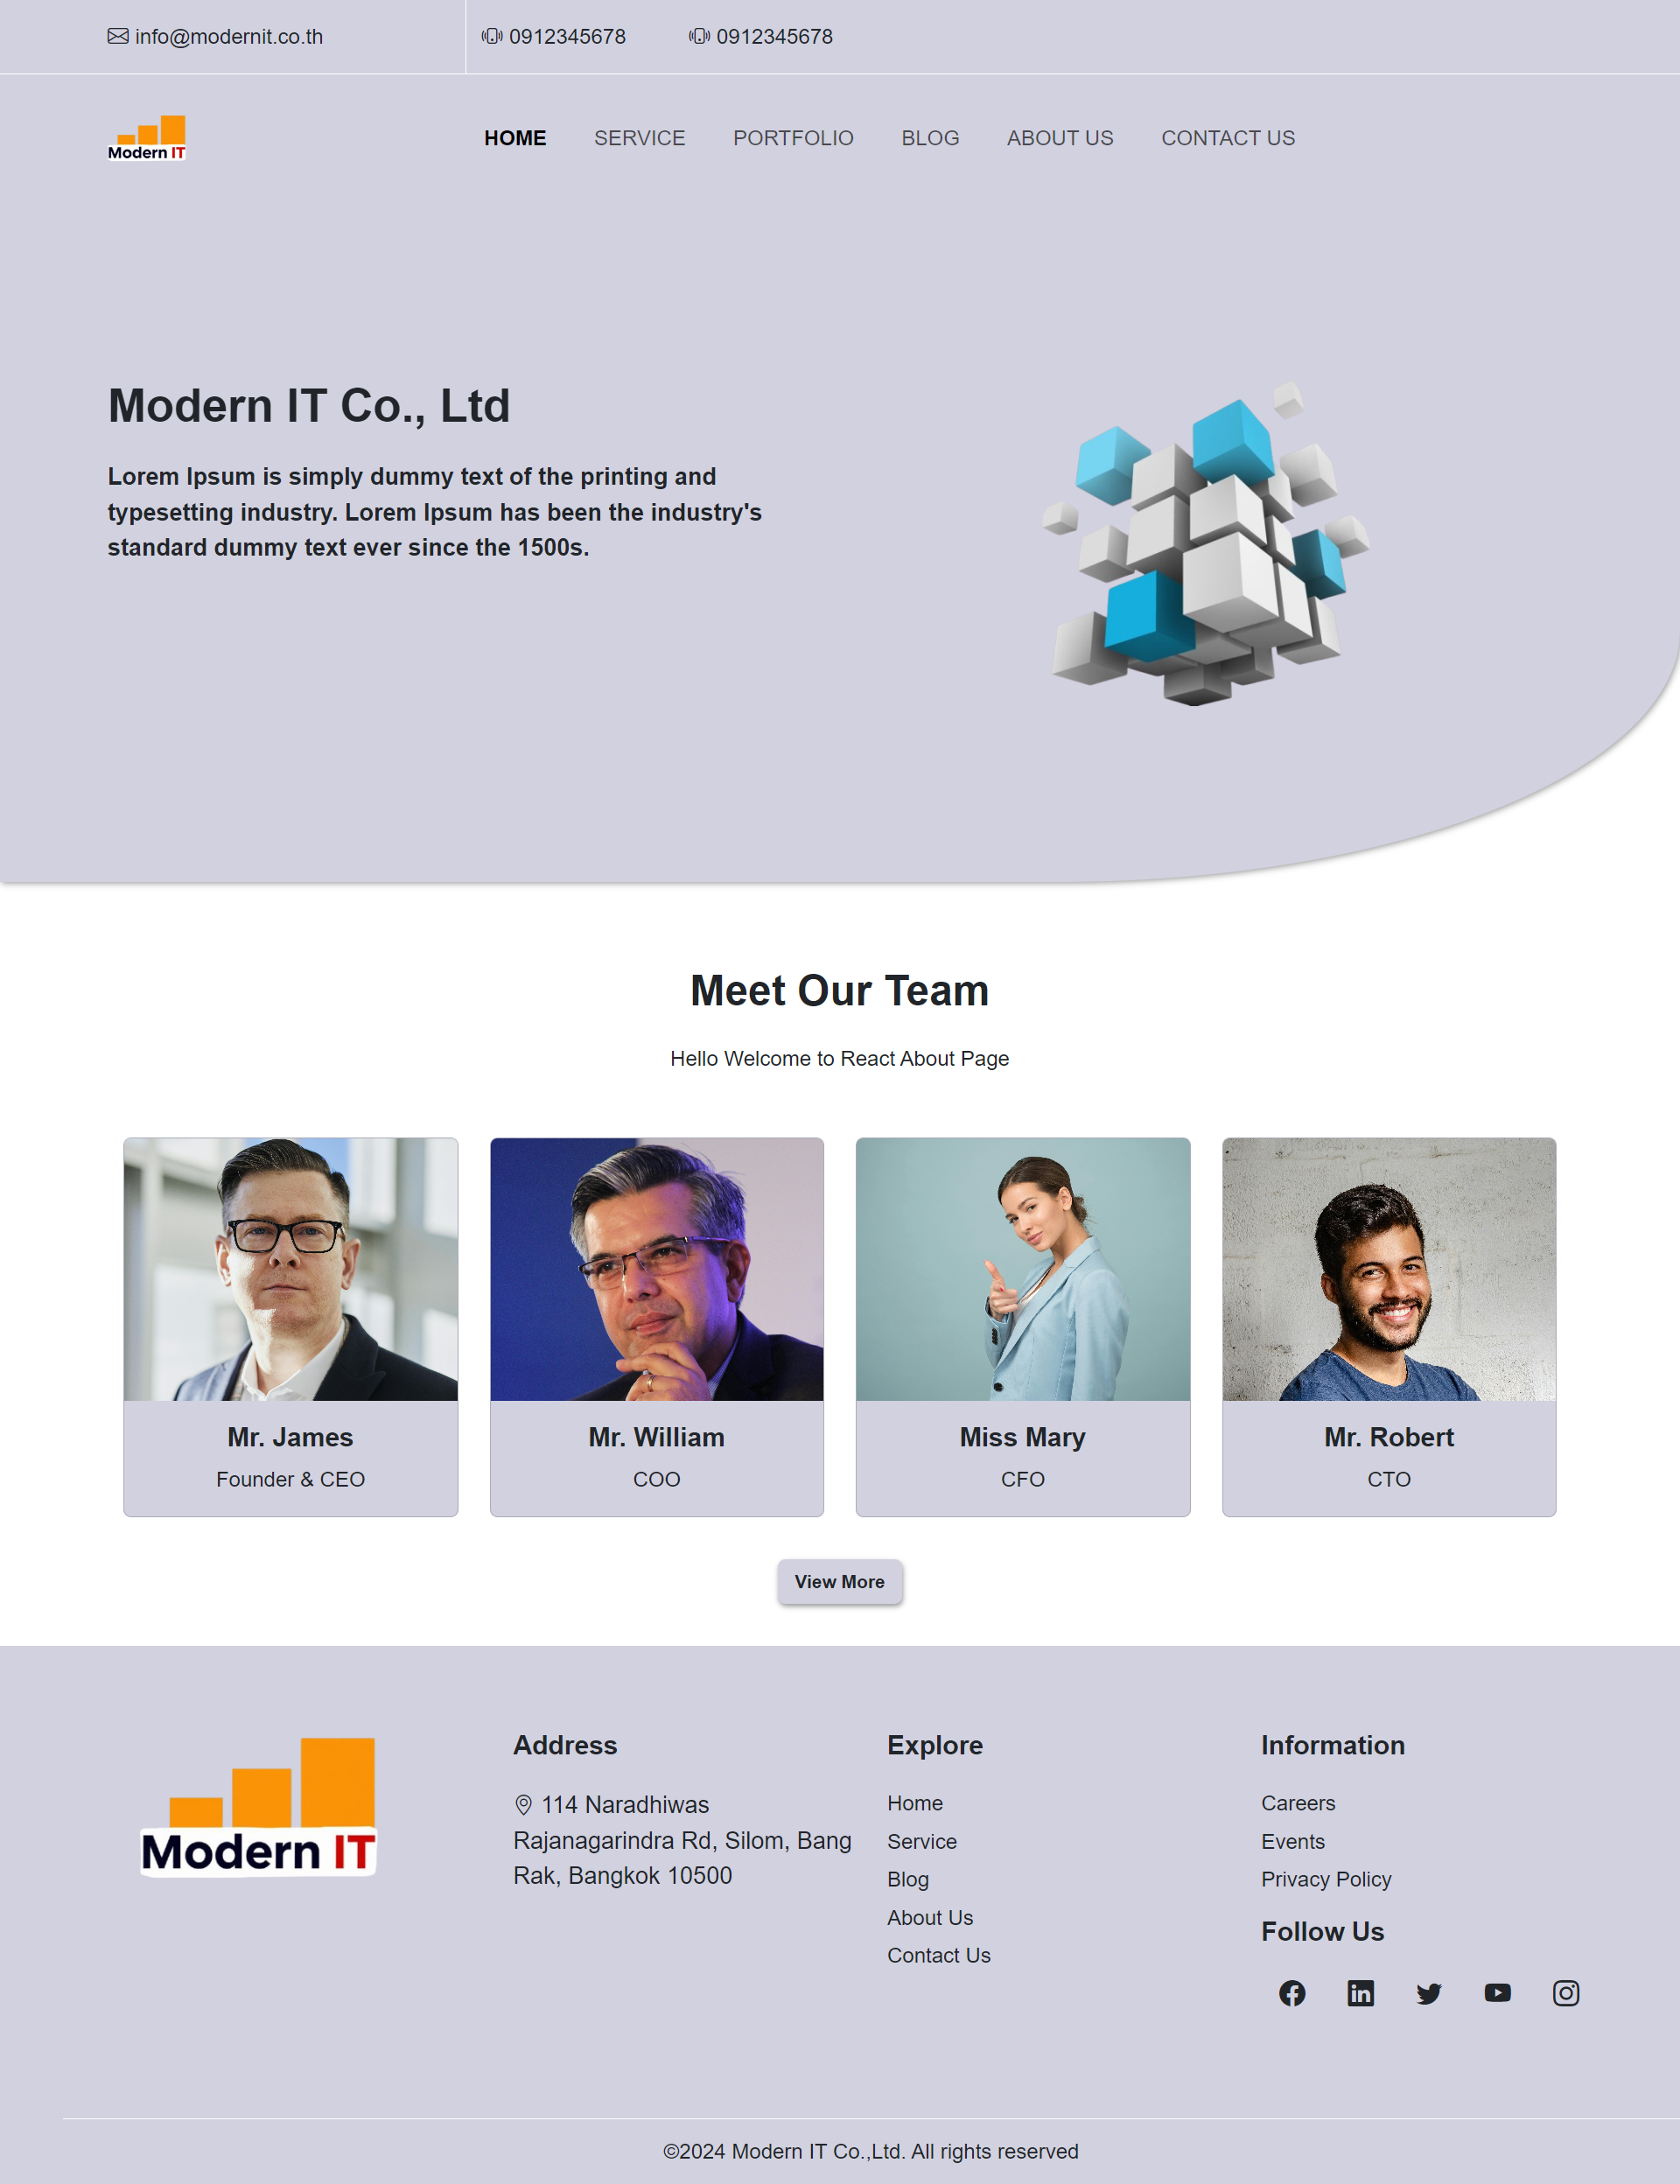 info@modernit.co.th
0912345678
0912345678
Modern IT
HOME
SERVICE
PORTFOLIO
BLOG
ABOUT US
CONTACT US
Modern IT Co., Ltd
Lorem Ipsum is simply dummy text of the printing and
typesetting industry. Lorem Ipsum has been the industry's
standard dummy text ever since the 1500s.
Meet Our Team
Hello Welcome to React About Page
Mr. James
Founder & CEO
Mr. William
COO
Miss Mary
CFO
Mr. Robert
CTO
View More
Modern IT
Address
114 Naradhiwas
Rajanagarindra Rd, Silom, Bang
Rak, Bangkok 10500
Explore
Home
Service
Blog
About Us
Contact Us
Information
Careers
Events
Privacy Policy
Follow Us
©2024 Modern IT Co.,Ltd. All rights reserved